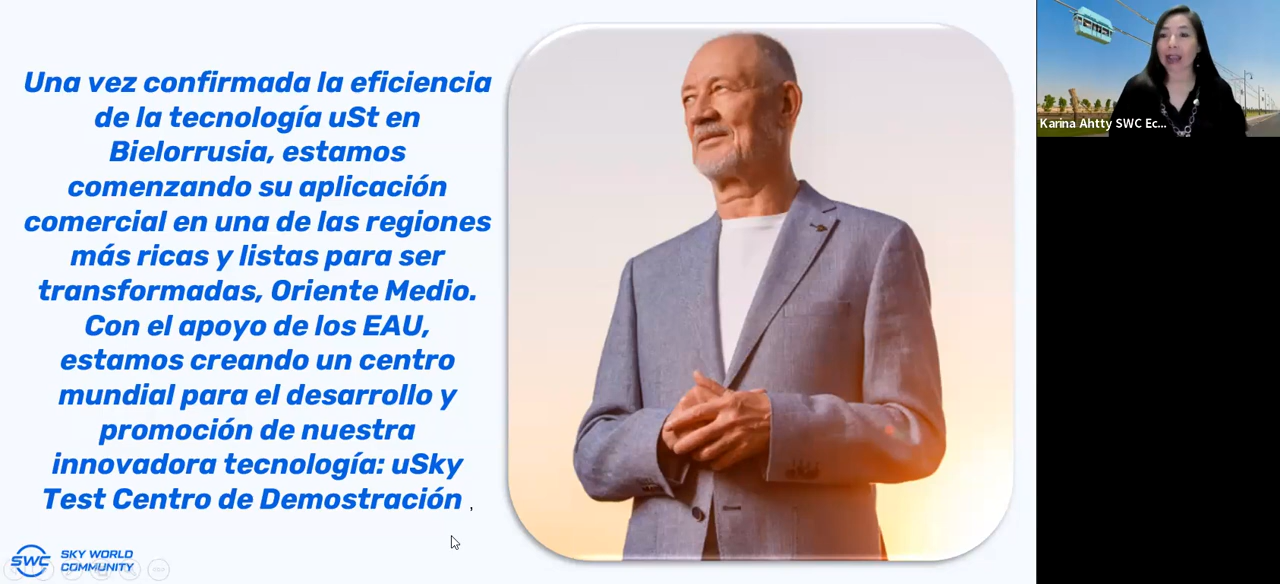 Una vez confirmada la eficiencia
de la tecnología uSt en
Bielorrusia, estamos
comenzando su aplicación
comercial en una de las regiones
más ricas y listas para ser
transformadas, Oriente Medio.
Con el apoyo de los EAU,
estamos creando un centro
mundial para el desarrollo y
promoción de nuestra
innovadora tecnología: uSky
Test Centro de Demostración ,
SWC SKY WORLD
COMMUNITY
Karina Ahtty SWC Ec...